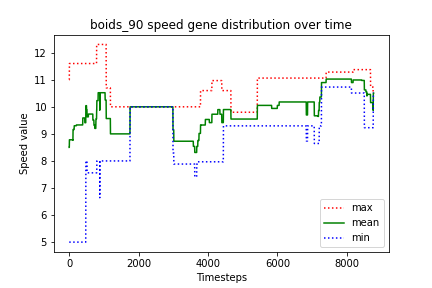 boids_90 speed gene distribution over time
Speed value
12
11
10
9
8
7
6
5
max
mean
min
0
2000
4000
6000
8000
Timesteps